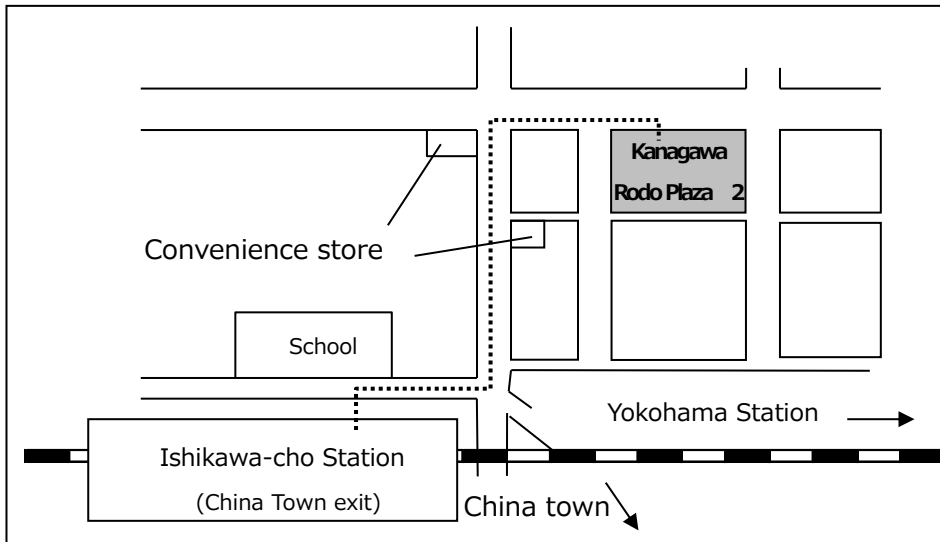 Kanagawa
Rodo Plaza 2
Convenience store
School
Yokohama Station
Ishikawa-cho Station
(China Town exit)
China town